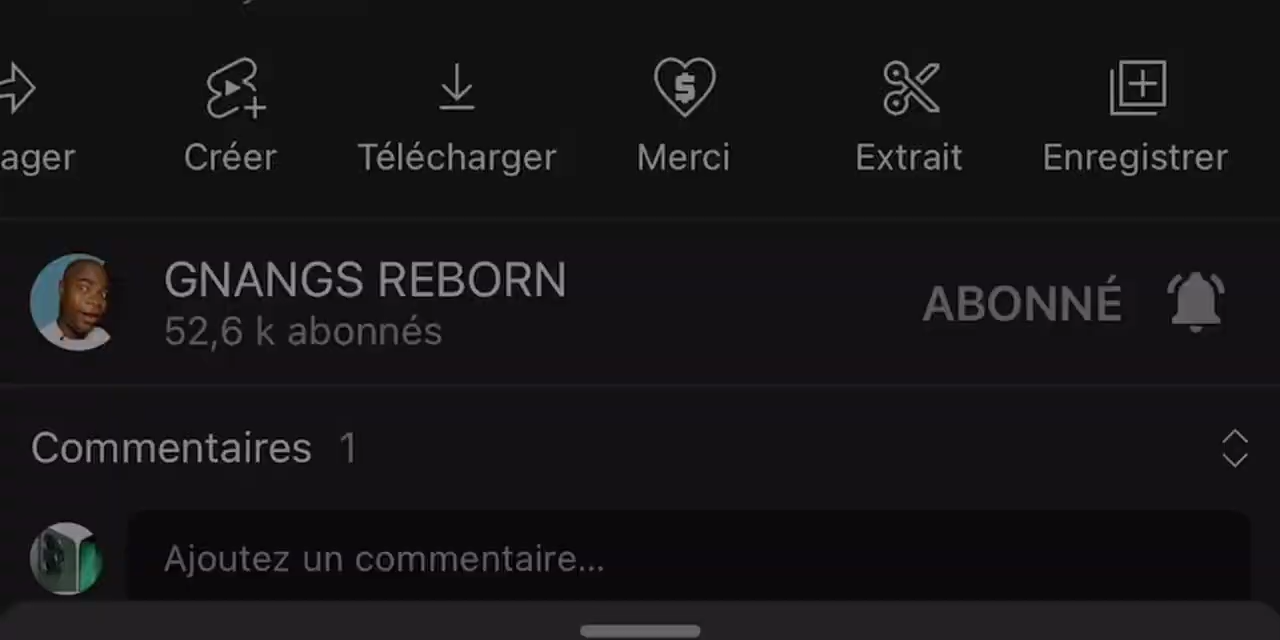 ager Créer Télécharger Merci Extrait Enregistrer
GNANGS REBORN
52,6 k abonnés
ABONNÉ
Commentaires 1
Ajoutez un commentaire...